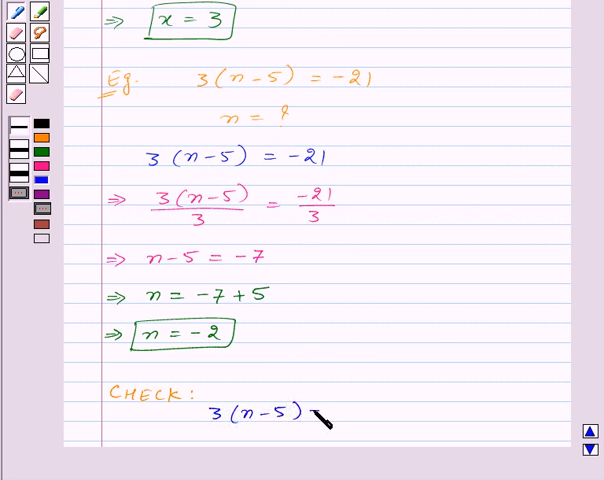 ⇒ x = 3
Eg. 3(n-5) = -21
n = ?
3(n-5) = -21
⇒ 3(n-5)/3 = -21/3
⇒ n-5 = -7
⇒ n = -7+5
⇒ n = -2
CHECK:
3(n-5) =